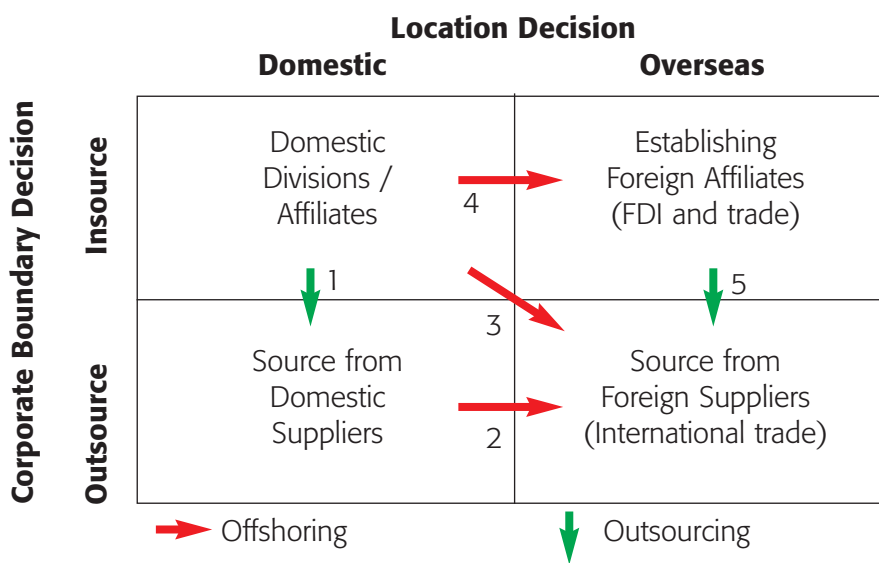 Location Decision
Domestic
Overseas
Corporate Boundary Decision
Insource
Domestic
Divisions /
Affiliates
4
Establishing
Foreign Affiliates
(FDI and trade)
1
5
3
Outsource
Source from
Domestic
Suppliers
2
Source from
Foreign Suppliers
(International trade)
Offshoring
Outsourcing